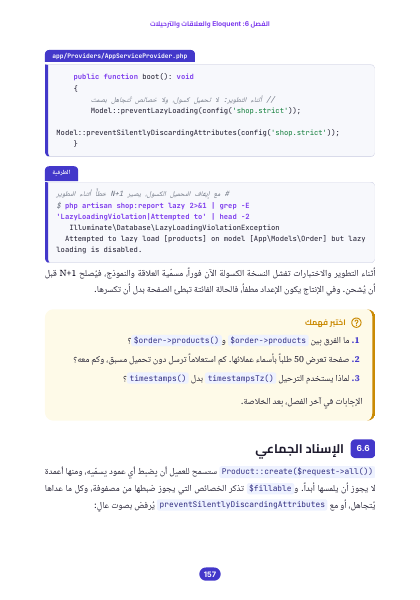 الفصل 6: Eloquent والعلاقات والترحيلات
app/Providers/AppServiceProvider.php
public function boot(): void
{
// أثناء التطوير: لا تحميل كسول، ولا خصائص تُتجاهل بصمت
Model::preventLazyLoading(config('shop.strict'));
Model::preventSilentlyDiscardingAttributes(config('shop.strict'));
}
الطرفية
# مع إيقاف التحميل الكسول، يصير N+1 خطأً أثناء التطوير
$ php artisan shop:report lazy 2>&1 | grep -E
'LazyLoadingViolation|Attempted to' | head -2
Illuminate\Database\LazyLoadingViolationException
Attempted to lazy load [products] on model [App\Models\Order] but lazy
loading is disabled.
أثناء التطوير والاختبارات تفشل النسخة الكسولة الآن فوراً، مسمّية العلاقة والنموذج، فيُصلح N+1 قبل
أن يُشحن. وفي الإنتاج يكون الإعداد مطفأ، فالحالة الفائتة تبطئ الصفحة بدل أن تكسرها.
اختبر فهمك
1. ما الفرق بين $order->products و $order->products() ؟
2. صفحة تعرض 50 طلباً بأسماء عملائها. كم استعلاماً ترسل دون تحميل مسبق، وكم معه؟
3. لماذا يستخدم الترحيل timestampsTz() بدل timestamps() ؟
الإجابات في آخر الفصل، بعد الخلاصة.
6.6 الإسناد الجماعي
Product::create($request->all()) ستسمح للعميل أن يضبط أي عمود يسمّيه، ومنها أعمدة
لا يجوز أن يلمسها أبداً. و $fillable تذكر الخصائص التي يجوز ضبطها من مصفوفة، وكل ما عداها
يُتجاهل، أو مع preventSilentlyDiscardingAttributes يُرفض بصوت عالٍ:
157